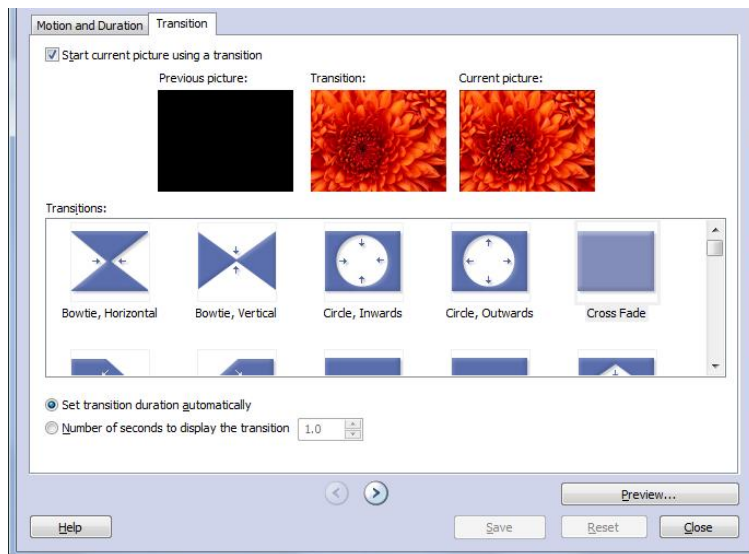 Motion and Duration Transition
Start current picture using a transition
Previous picture: Transition: Current picture:
Transitions:
Bowtie, Horizontal Bowtie, Vertical Circle, Inwards Circle, Outwards Cross Fade
Set transition duration automatically
Number of seconds to display the transition 1.0
Preview...
Help Save Reset Close